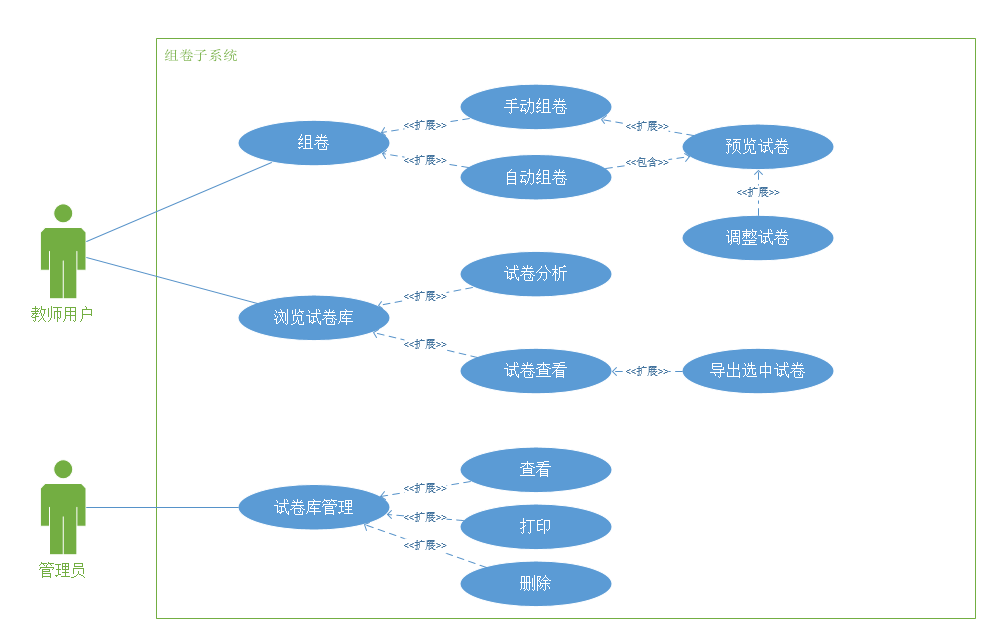 组卷子系统
手动组卷
<<扩展>>
<<扩展>>
组卷
预览试卷
<<扩展>>
<<包含>>
自动组卷
<<扩展>>
调整试卷
教师用户
试卷分析
<<扩展>>
浏览试卷库
<<扩展>>
试卷查看
<<扩展>>
导出选中试卷
查看
<<扩展>>
试卷库管理
<<扩展>>
打印
<<扩展>>
管理员
删除